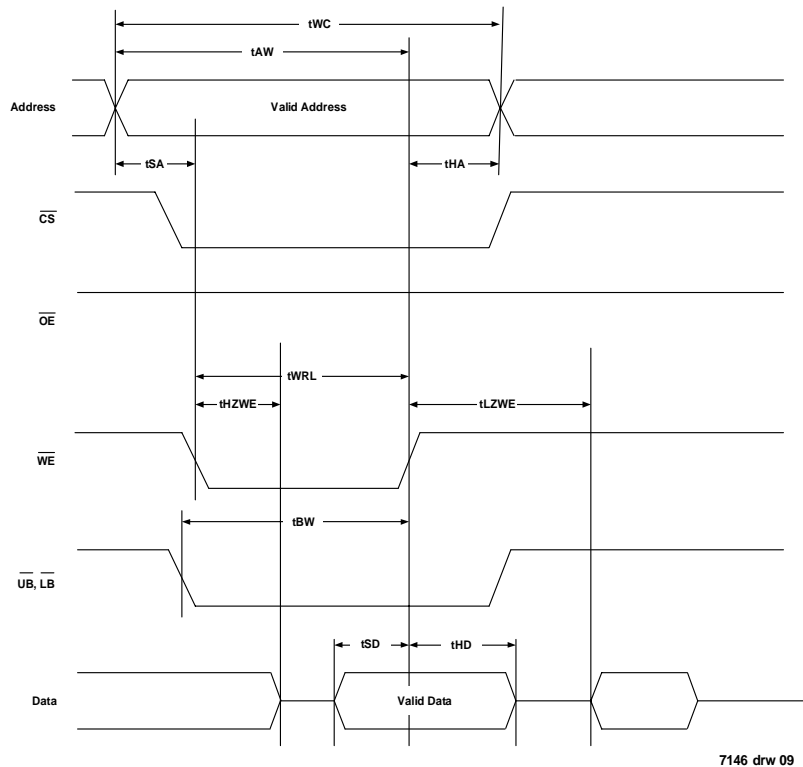 tWC
tAW
Address
Valid Address
tSA
tHA
CS
OE
tWRL
tHZWE
tLZWE
WE
tBW
UB, LB
tSD
tHD
Data
Valid Data
7146 drw 09